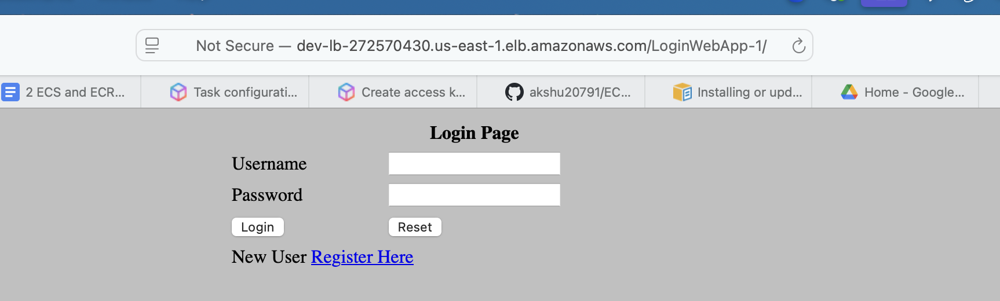 Not Secure — dev-lb-272570430.us-east-1.elb.amazonaws.com/LoginWebApp-1/
2 ECS and ECR...
Task configurati...
Create access k...
akshu20791/EC...
Installing or upd...
Home - Google...
Login Page
Username
Password
Login
Reset
New User Register Here